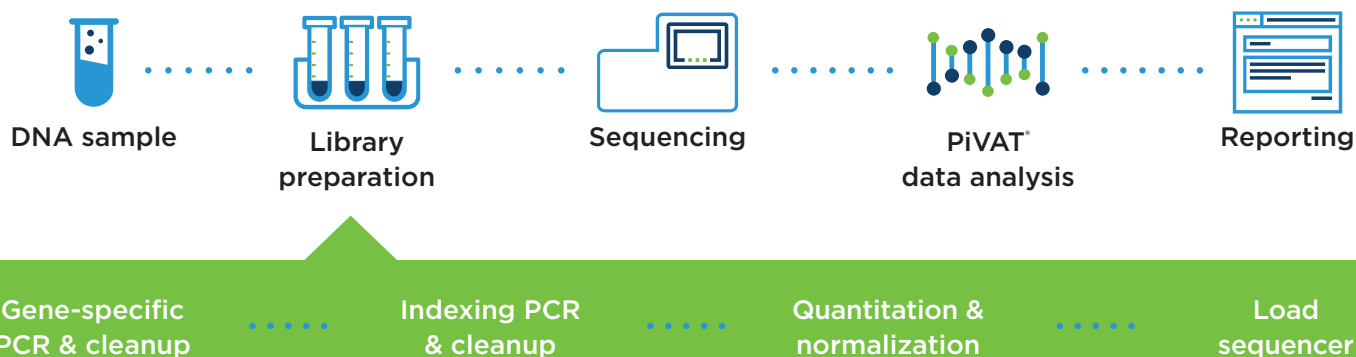 DNA sample
Library
preparation
Sequencing
PiVAT®
data analysis
Reporting
Gene-specific
PCR & cleanup
Indexing PCR
& cleanup
Quantitation &
normalization
Load
sequencer